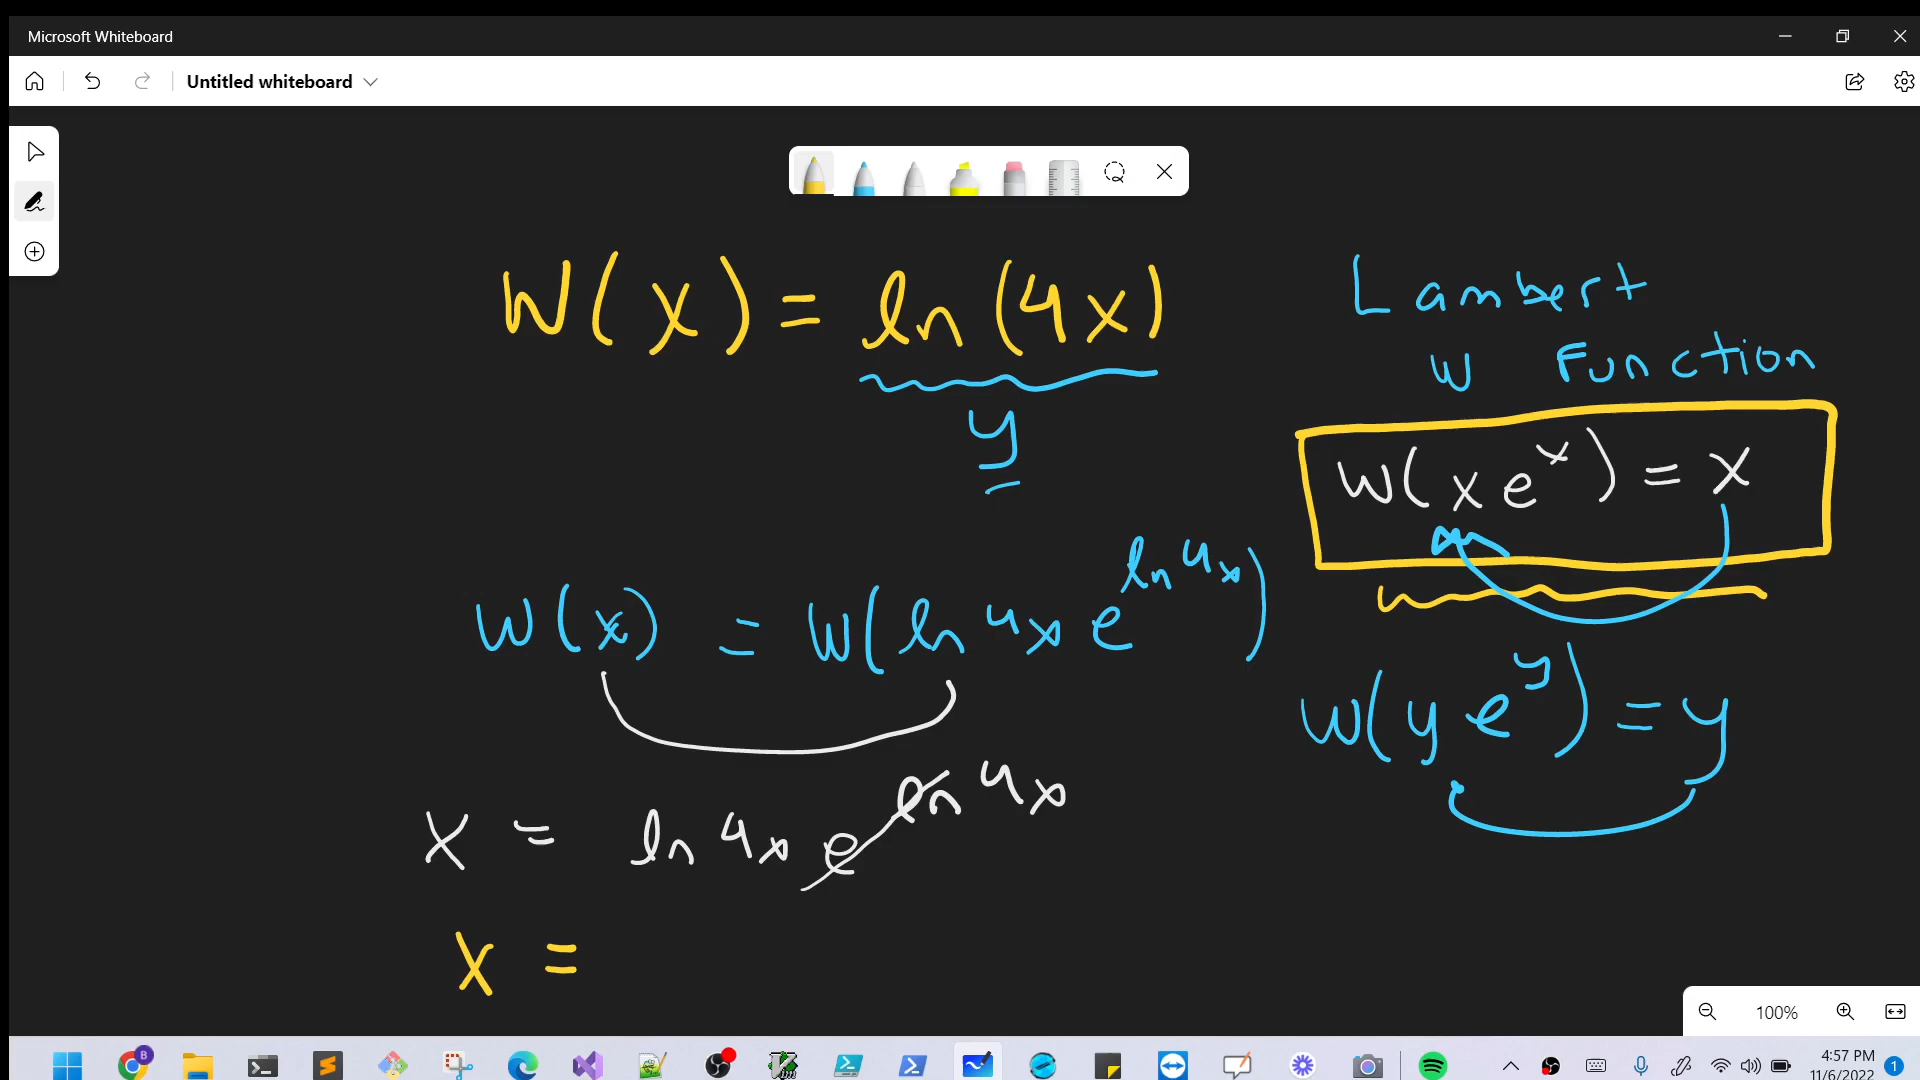 Microsoft Whiteboard
Untitled whiteboard
W(x) = ln(4x)
y
Lambert
W Function
W(xe^x) = x
W(x) = W(ln 4x e^ln 4x)
W(ye^y) = y
x = ln 4x e^ln 4x
x =
100%
4:57 PM
11/6/2022
1
B